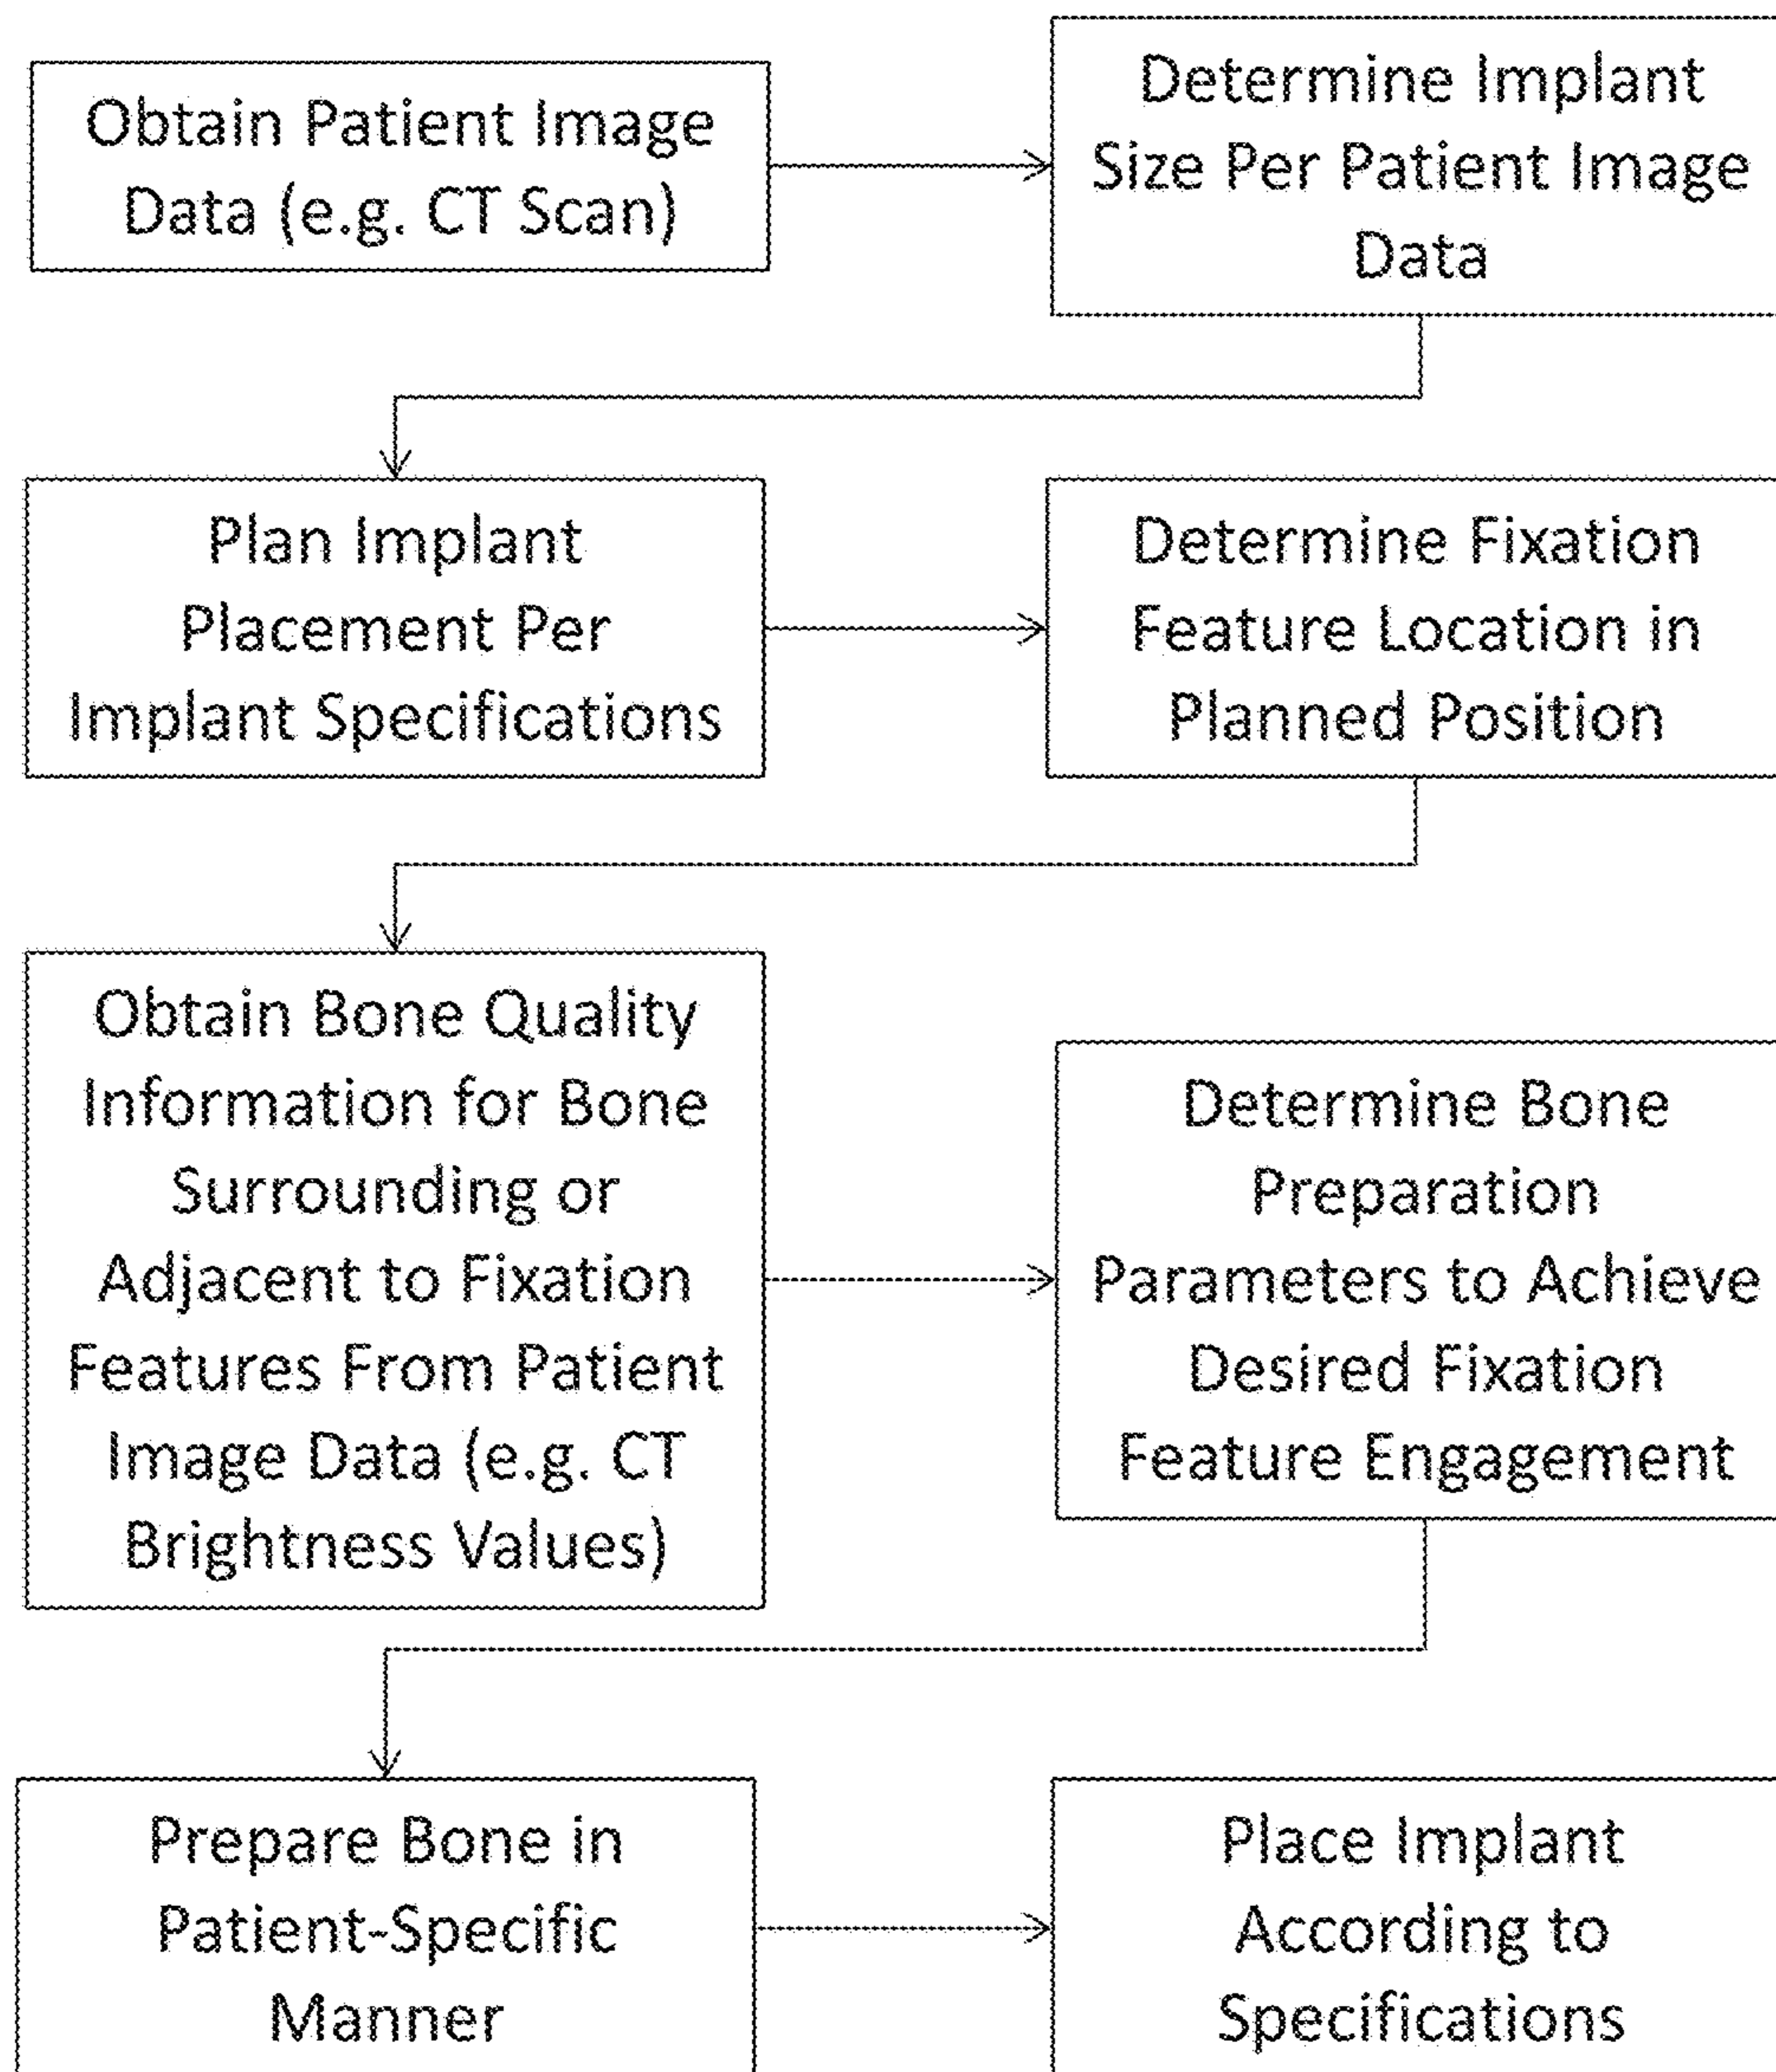 Obtain Patient Image
Data (e.g. CT Scan)
Determine Implant
Size Per Patient Image
Data
Plan Implant
Placement Per
Implant Specifications
Determine Fixation
Feature Location in
Planned Position
Obtain Bone Quality
Information for Bone
Surrounding or
Adjacent to Fixation
Features From Patient
Image Data (e.g. CT
Brightness Values)
Determine Bone
Preparation
Parameters to Achieve
Desired Fixation
Feature Engagement
Prepare Bone in
Patient-Specific
Manner
Place Implant
According to
Specifications